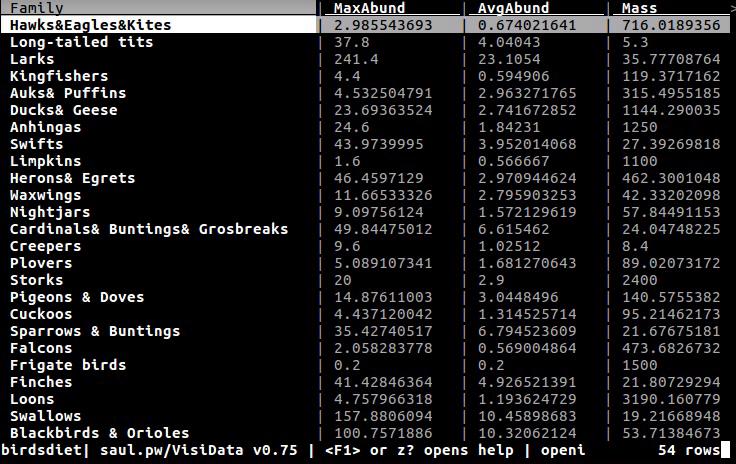 Family | MaxAbund | AvgAbund | Mass >
Hawks&Eagles&Kites | 2.985543693 | 0.674021641 | 716.0189356
Long-tailed tits | 37.8 | 4.04043 | 5.3
Larks | 241.4 | 23.1054 | 35.77708764
Kingfishers | 4.4 | 0.594906 | 119.3717162
Auks& Puffins | 4.532504791 | 2.963271765 | 315.4955185
Ducks& Geese | 23.69363524 | 2.741672852 | 1144.290035
Anhingas | 24.6 | 1.84231 | 1250
Swifts | 43.9739995 | 3.952014068 | 27.39269818
Limpkins | 1.6 | 0.566667 | 1100
Herons& Egrets | 46.4597129 | 2.970944624 | 462.3001048
Waxwings | 11.66533326 | 2.795903253 | 42.33202098
Nightjars | 9.09756124 | 1.572129619 | 57.84491153
Cardinals& Buntings& Grosbreaks | 49.84475012 | 6.615462 | 24.04748225
Creepers | 9.6 | 1.02512 | 8.4
Plovers | 5.089107341 | 1.681270643 | 89.02073172
Storks | 20 | 2.9 | 2400
Pigeons & Doves | 14.87611003 | 3.0448496 | 140.5755382
Cuckoos | 4.437120042 | 1.314525714 | 95.21462173
Sparrows & Buntings | 35.42740517 | 6.794523609 | 21.67675181
Falcons | 2.058283778 | 0.569004864 | 473.6826732
Frigate birds | 0.2 | 0.2 | 1500
Finches | 41.42846364 | 4.926521391 | 21.80729294
Loons | 4.757966318 | 1.193624729 | 3190.160779
Swallows | 157.8806094 | 10.45898683 | 19.21668948
Blackbirds & Orioles | 100.7571886 | 10.32062124 | 53.71384673
birdsdiet| saul.pw/VisiData v0.75 | <F1> or z? opens help | openi 54 rows